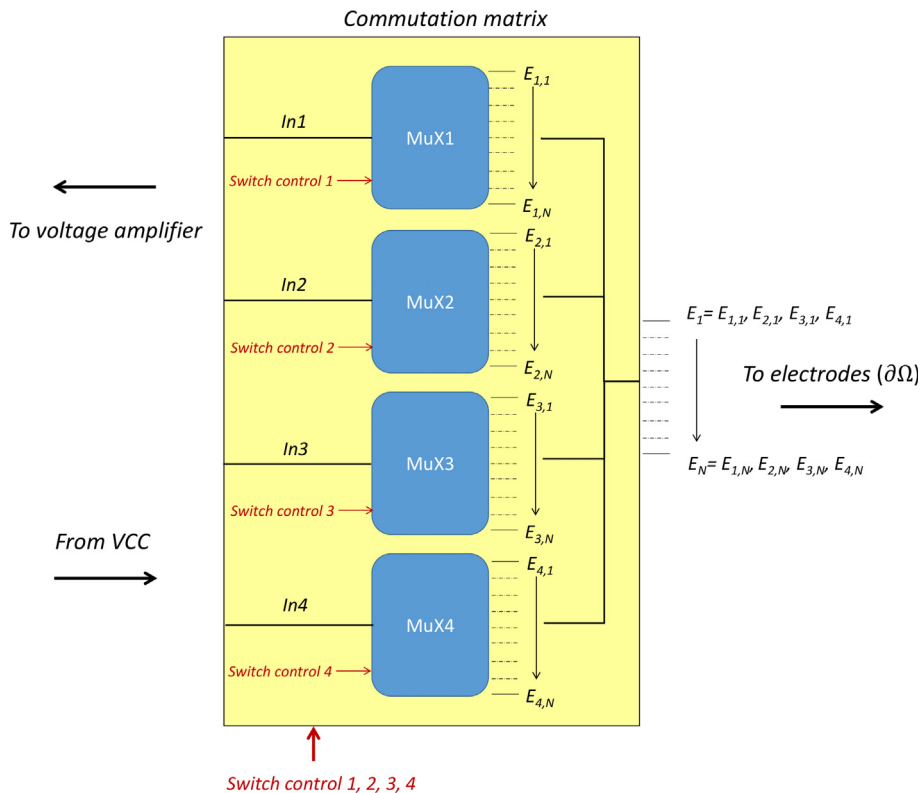 Commutation matrix
E1,1
In1
MuX1
Switch control 1
E1,N
To voltage amplifier
E2,1
In2
MuX2
Switch control 2
E2,N
E1= E1,1, E2,1, E3,1, E4,1
To electrodes (∂Ω)
E3,1
In3
MuX3
EN= E1,N, E2,N, E3,N, E4,N
Switch control 3
E3,N
From VCC
E4,1
In4
MuX4
Switch control 4
E4,N
Switch control 1, 2, 3, 4